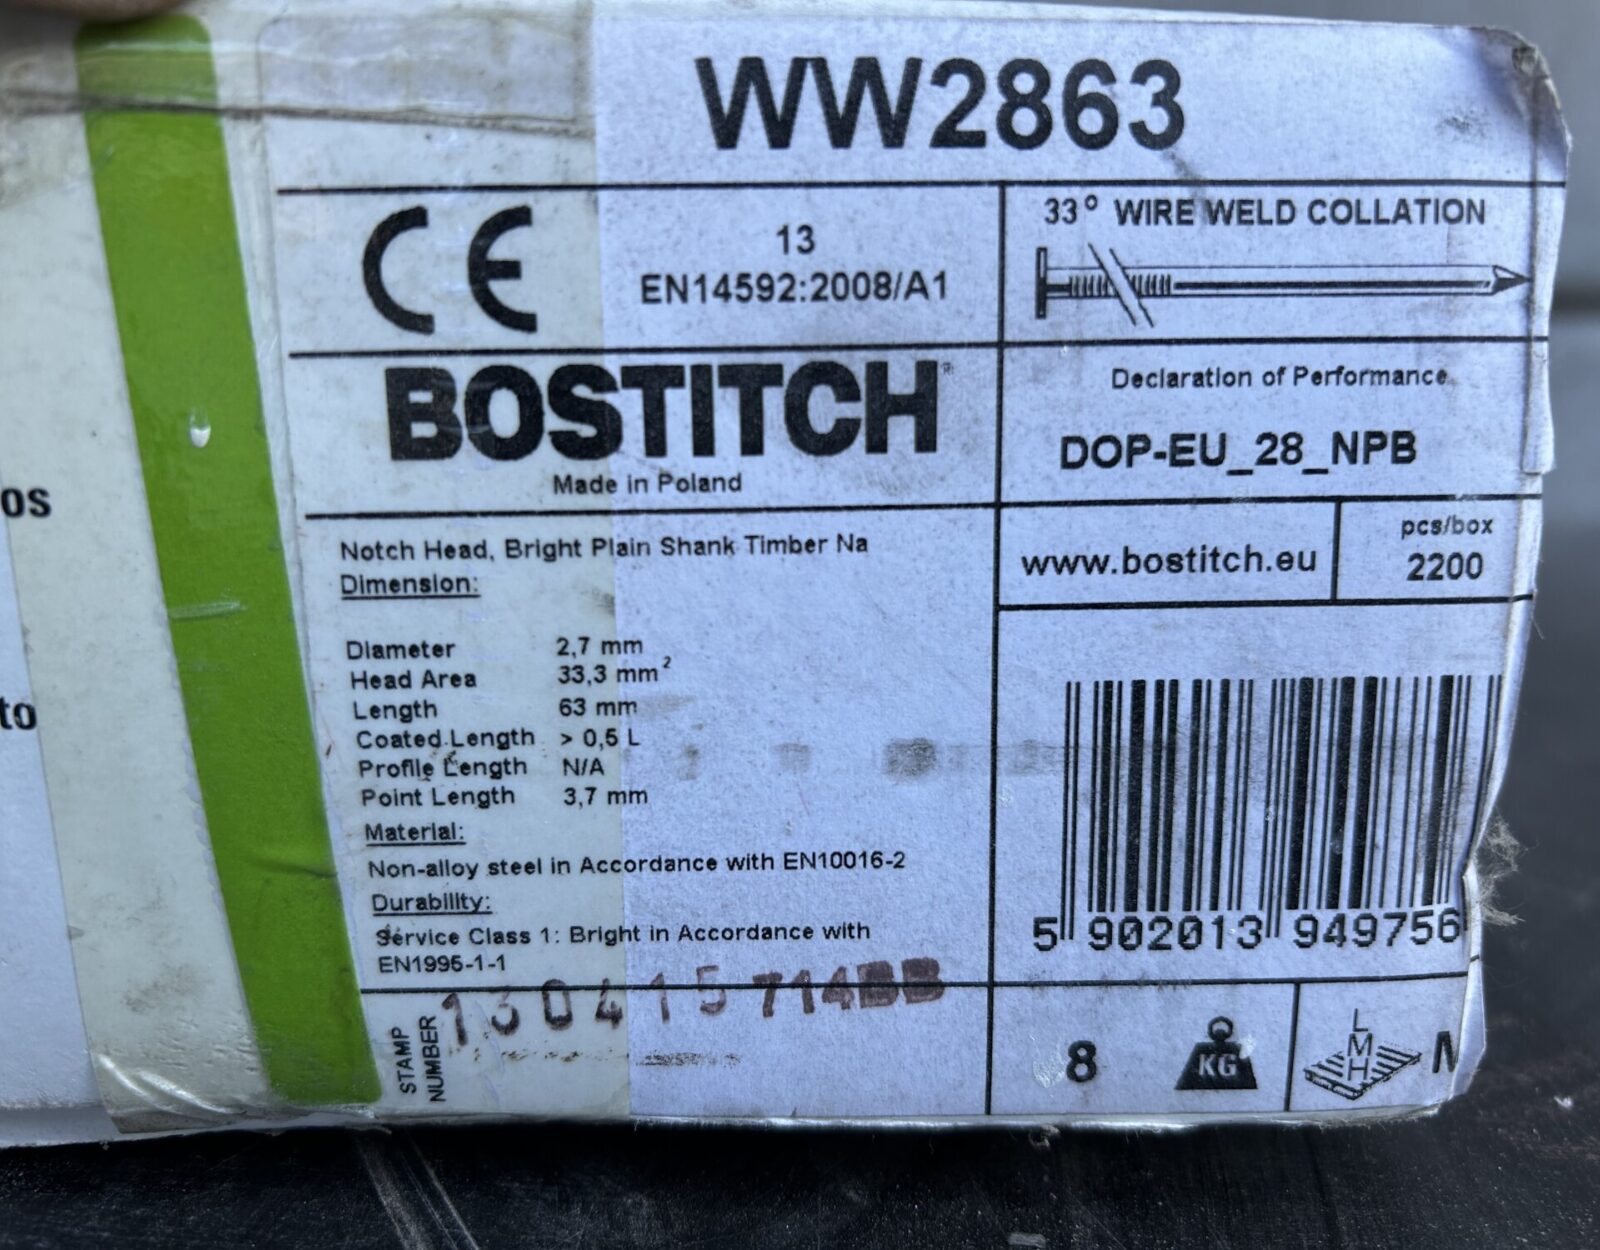 WW2863
CE
13
EN14592:2008/A1
33° WIRE WELD COLLATION
BOSTITCH®
Made in Poland
Declaration of Performance
DOP-EU_28_NPB
www.bostitch.eu
pcs/box
2200
os
to
Notch Head, Bright Plain Shank Timber Na
Dimension:
Diameter 2,7 mm
Head Area 33,3 mm²
Length 63 mm
Coated Length > 0,5 L
Profile Length N/A
Point Length 3,7 mm
Material:
Non-alloy steel in Accordance with EN10016-2
Durability:
Service Class 1: Bright in Accordance with
EN1995-1-1
5 902013 949756
STAMP
NUMBER
130415 714BB
8
KG
L
M
H